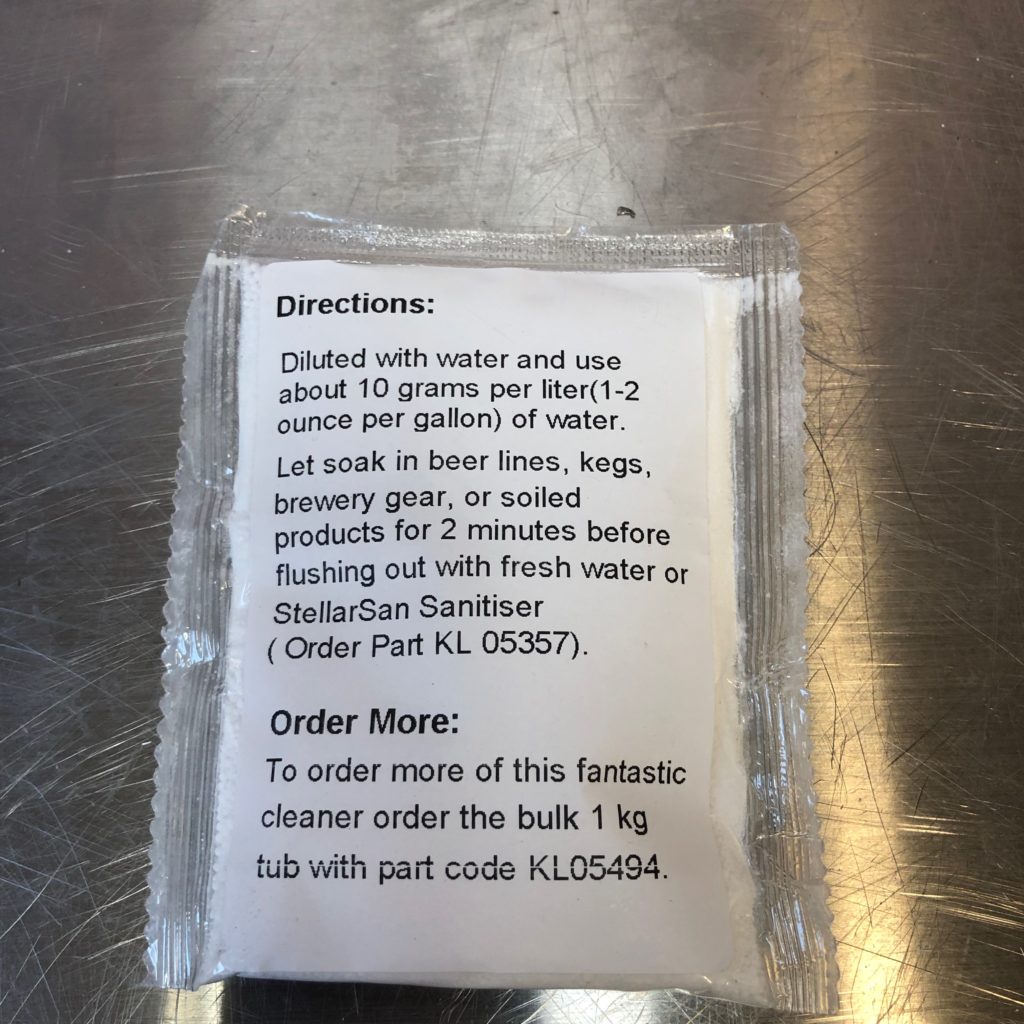 Directions:
Diluted with water and use
about 10 grams per liter(1-2
ounce per gallon) of water.
Let soak in beer lines, kegs,
brewery gear, or soiled
products for 2 minutes before
flushing out with fresh water or
StellarSan Sanitiser
( Order Part KL 05357).
Order More:
To order more of this fantastic
cleaner order the bulk 1 kg
tub with part code KL05494.